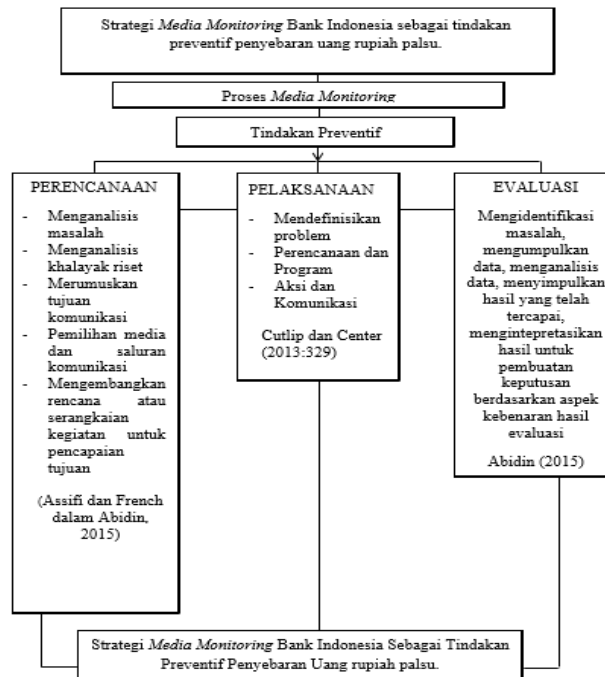 Strategi Media Monitoring Bank Indonesia sebagai tindakan
preventif penyebaran uang rupiah palsu.
Proses Media Monitoring
Tindakan Preventif
PERENCANAAN
- Menganalisis
masalah
- Menganalisis
khalayak riset
- Merumuskan
tujuan
komunikasi
- Pemilihan media
dan saluran
komunikasi
- Mengembangkan
rencana atau
serangkaian
kegiatan untuk
pencapaian
tujuan
(Assifi dan French
dalam Abidin,
2015)
PELAKSANAAN
- Mendefinisikan
problem
- Perencanaan dan
Program
- Aksi dan
Komunikasi
Cutlip dan Center
(2013:329)
EVALUASI
Mengidentifikasi
masalah,
mengumpulkan
data, menganalisis
data, menyimpulkan
hasil yang telah
tercapai,
mengintepretasikan
hasil untuk
pembuatan
keputusan
berdasarkan aspek
kebenaran hasil
evaluasi
Abidin (2015)
Strategi Media Monitoring Bank Indonesia Sebagai Tindakan
Preventif Penyebaran Uang rupiah palsu.